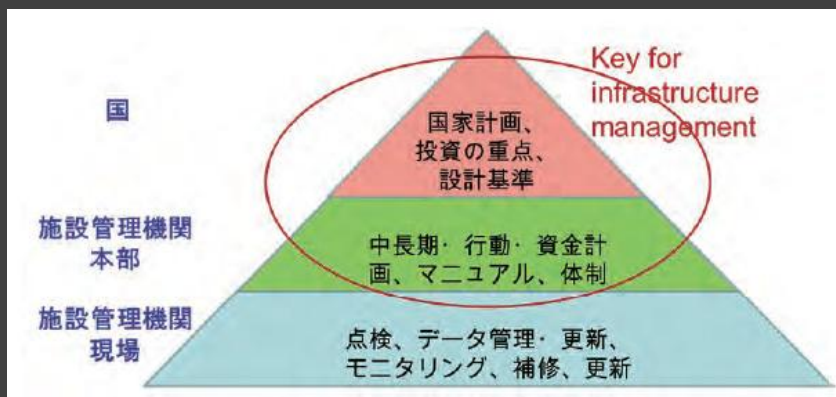 国
国家計画、
投資の重点、
設計基準
Key for
infrastructure
management
施設管理機関
本部
中長期・行動・資金計
画、マニュアル、体制
施設管理機関
現場
点検、データ管理・更新、
モニタリング、補修、更新